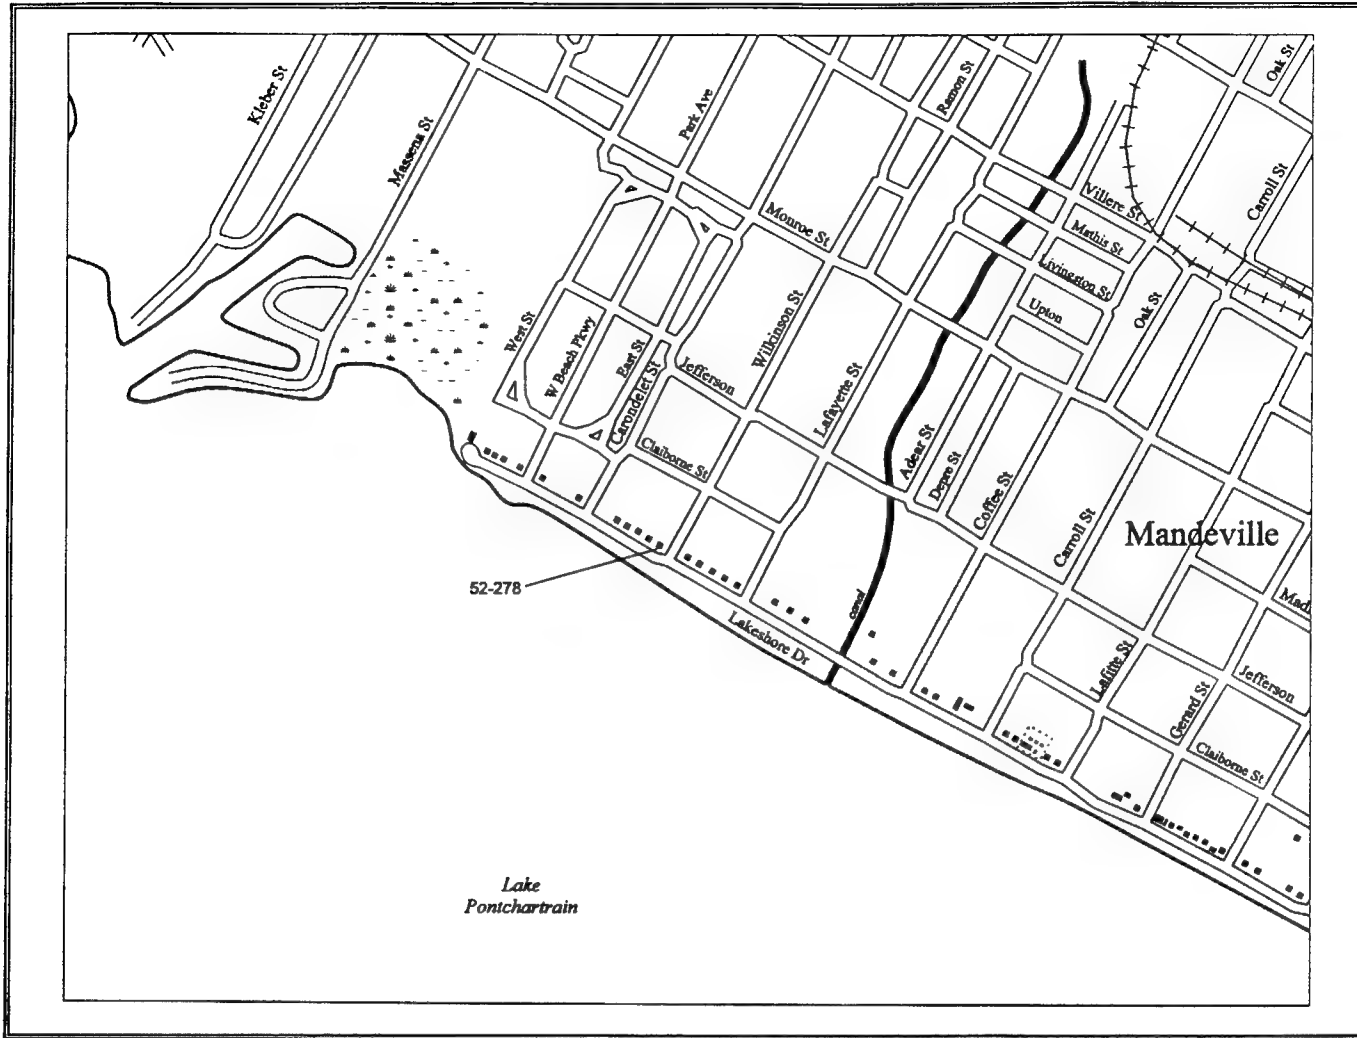 Kleber St
Massena St
Park Ave
Ramon St
Oak St
Carroll St
Villere St
Mathis St
Livingston St
Upton
Oak St
Monroe St
West St
W Beach Pkwy
East St
Carondelet St
Jefferson
Wilkinson St
Lafayette St
Claiborne St
Adear St
Depre St
Coffee St
Carroll St
Mandeville
52-278
canal
Lakeshore Dr
Lafitte St
Gerard St
Jefferson
Claiborne St
Madi
Lake
Pontchartrain